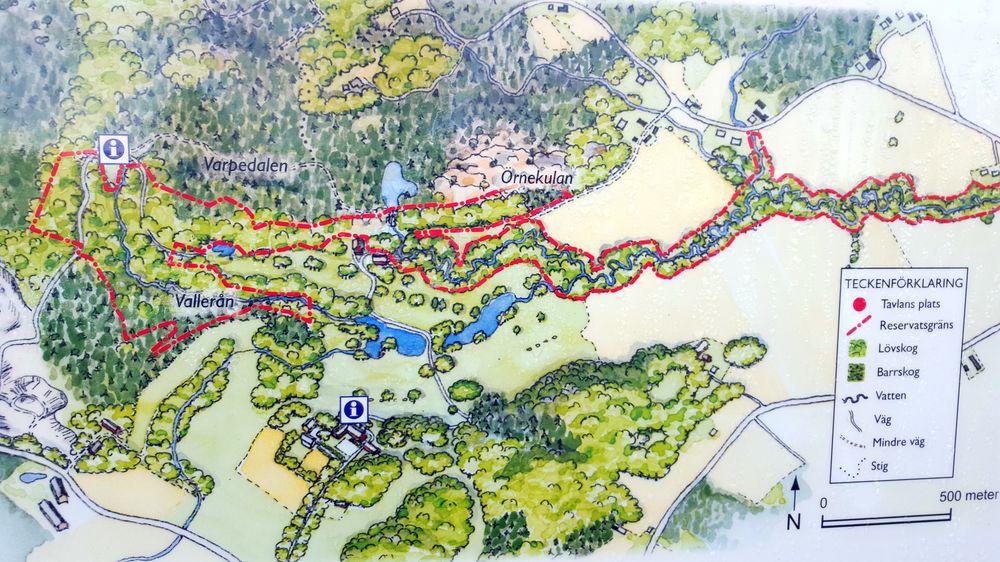 i
Varpedalen
Örnekulan
Vallerån
i
TECKENFÖRKLARING
Tavlans plats
Reservatsgräns
Lövskog
Barrskog
Vatten
Väg
Mindre väg
Stig
0 500 meter
N